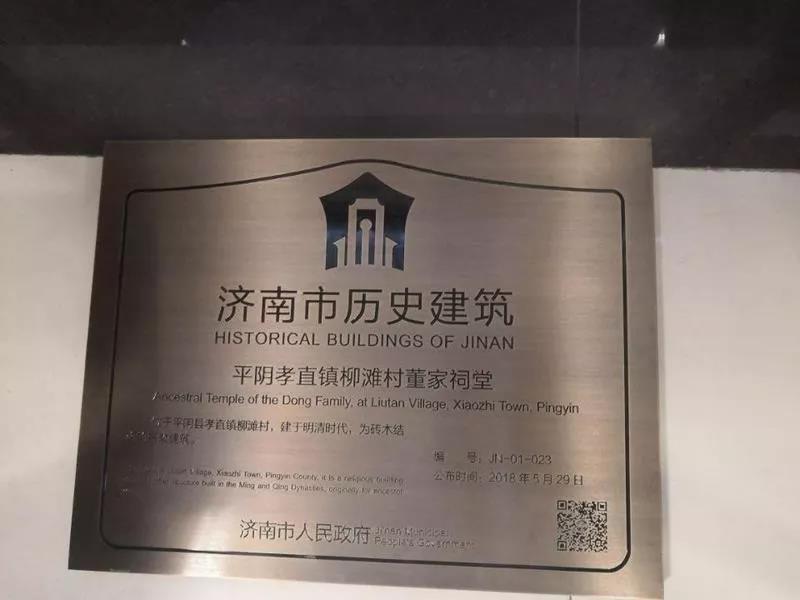 济南市历史建筑
HISTORICAL BUILDINGS OF JINAN
平阴孝直镇柳滩村董家祠堂
Ancestral Temple of the Dong Family, at Liutan Village, Xiaozhi Town, Pingyin
于平阴县孝直镇柳滩村，建于明清时代，为砖木结
建筑。
Village, Xiaozhi Town, Pingyin County, it is a religious building
structure built in the Ming and Qing Dynasties, originally for ancestor
编 号：JN-01-023
公布时间：2018年5月29日
济南市人民政府 Jinan Municipal
People's Government